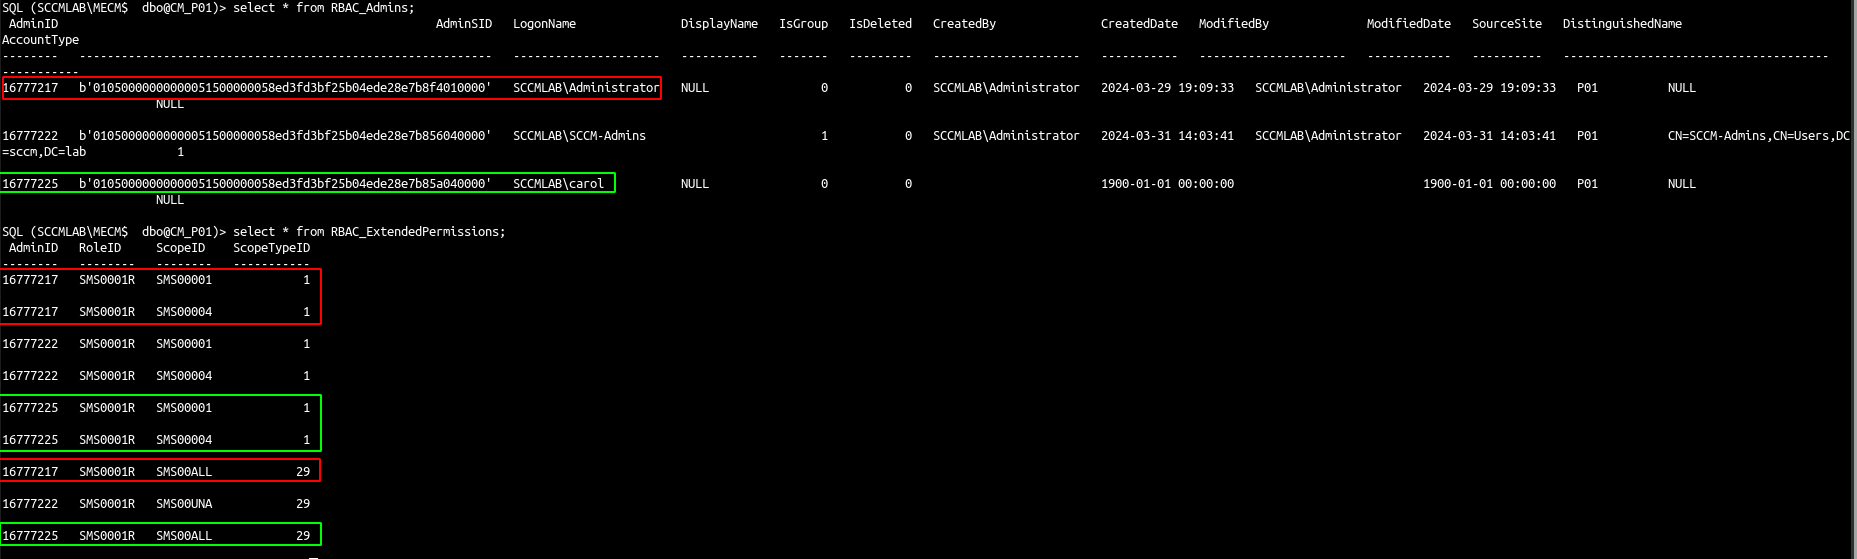 SQL (SCCMLAB\MECM$  dbo@CM_P01)> select * from RBAC_Admins;
 AdminID                                                      AdminSID   LogonName               DisplayName   IsGroup   IsDeleted   CreatedBy               CreatedDate   ModifiedBy              ModifiedDate   SourceSite   DistinguishedName
AccountType
--------   -----------------------------------------------------------   ---------------------   -----------   -------   ---------   ---------------------   -----------   ---------------------   ------------   ----------   --------------------------------------
-----------
16777217   b'010500000000000515000000058ed3fd3bf25b04ede28e7b8f4010000'   SCCMLAB\Administrator   NULL                0           0   SCCMLAB\Administrator   2024-03-29 19:09:33   SCCMLAB\Administrator   2024-03-29 19:09:33   P01          NULL
                      NULL
16777222   b'010500000000000515000000058ed3fd3bf25b04ede28e7b856040000'   SCCMLAB\SCCM-Admins                         1           0   SCCMLAB\Administrator   2024-03-31 14:03:41   SCCMLAB\Administrator   2024-03-31 14:03:41   P01          CN=SCCM-Admins,CN=Users,DC
=sccm,DC=lab             1
16777225   b'010500000000000515000000058ed3fd3bf25b04ede28e7b85a040000'   SCCMLAB\carol           NULL                0           0                           1900-01-01 00:00:00                           1900-01-01 00:00:00   P01          NULL
                      NULL
SQL (SCCMLAB\MECM$  dbo@CM_P01)> select * from RBAC_ExtendedPermissions;
 AdminID   RoleID     ScopeID    ScopeTypeID
--------   --------   --------   -----------
16777217   SMS0001R   SMS00001             1
16777217   SMS0001R   SMS00004             1
16777222   SMS0001R   SMS00001             1
16777222   SMS0001R   SMS00004             1
16777225   SMS0001R   SMS00001             1
16777225   SMS0001R   SMS00004             1
16777217   SMS0001R   SMS00ALL            29
16777222   SMS0001R   SMS00UNA            29
16777225   SMS0001R   SMS00ALL            29